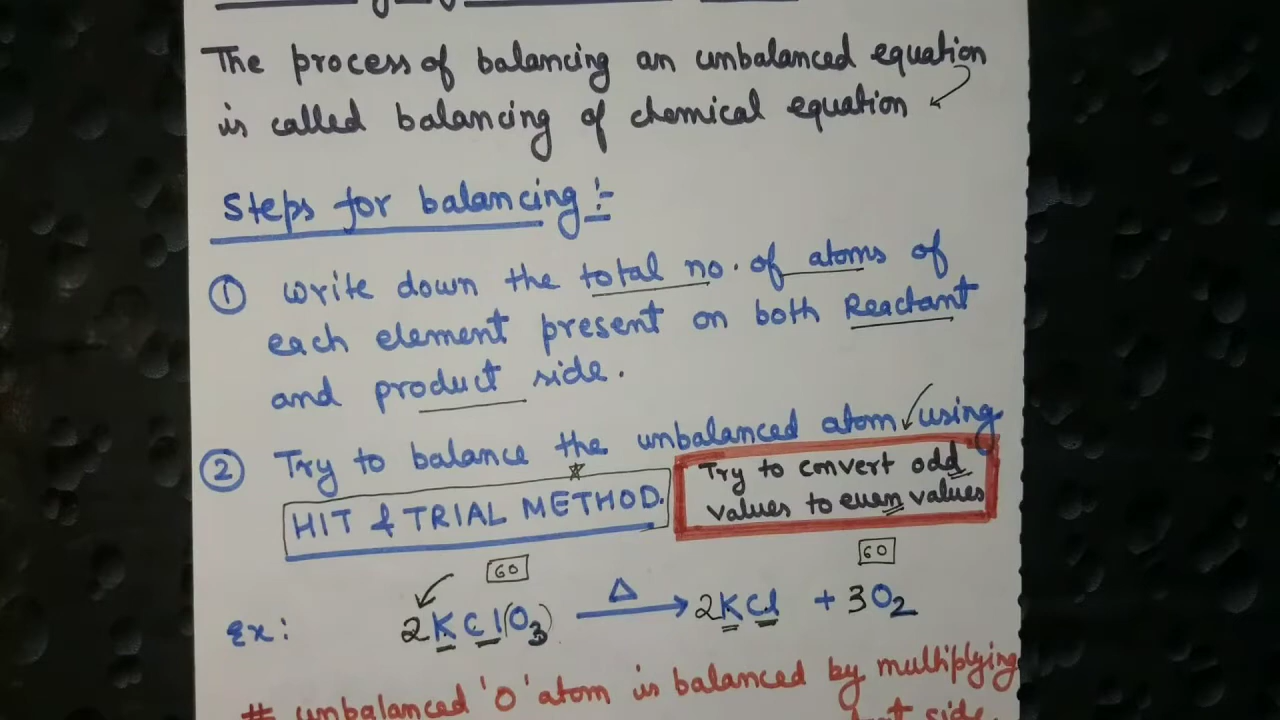 The process of balancing an unbalanced equation
is called balancing of chemical equation
Steps for balancing :-
① Write down the total no. of atoms of
each element present on both Reactant
and product side.
② Try to balance the unbalanced atom using
HIT & TRIAL METHOD.
Try to convert odd
values to even values
60
60
Ex: 2KClO3 Δ→ 2KCl + 3O2
# unbalanced 'O' atom is balanced by multiplying
side.